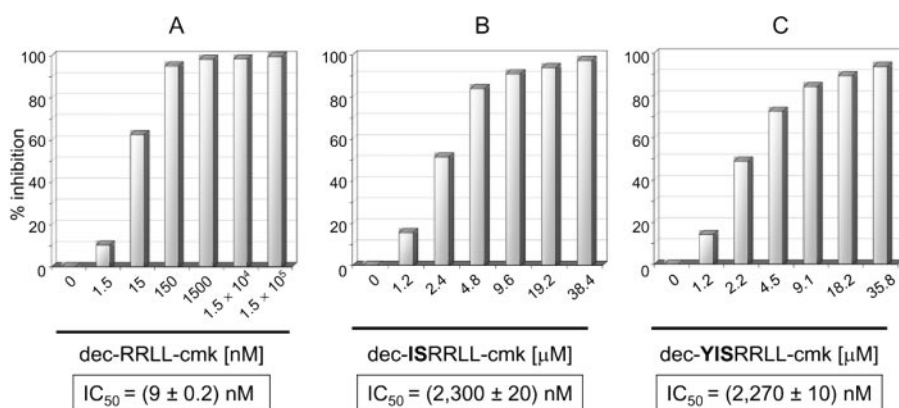 A
B
C
% inhibition
100
80
60
40
20
0
0 1.5 15 150 1500 1.5 × 10⁴ 1.5 × 10⁵
100
80
60
40
20
0
0 1.2 2.4 4.8 9.6 19.2 38.4
100
80
60
40
20
0
0 1.2 2.2 4.5 9.1 18.2 35.8
dec-RRLL-cmk [nM]
dec-ISRRLL-cmk [μM]
dec-YISRRLL-cmk [μM]
IC₅₀ = (9 ± 0.2) nM
IC₅₀ = (2,300 ± 20) nM
IC₅₀ = (2,270 ± 10) nM